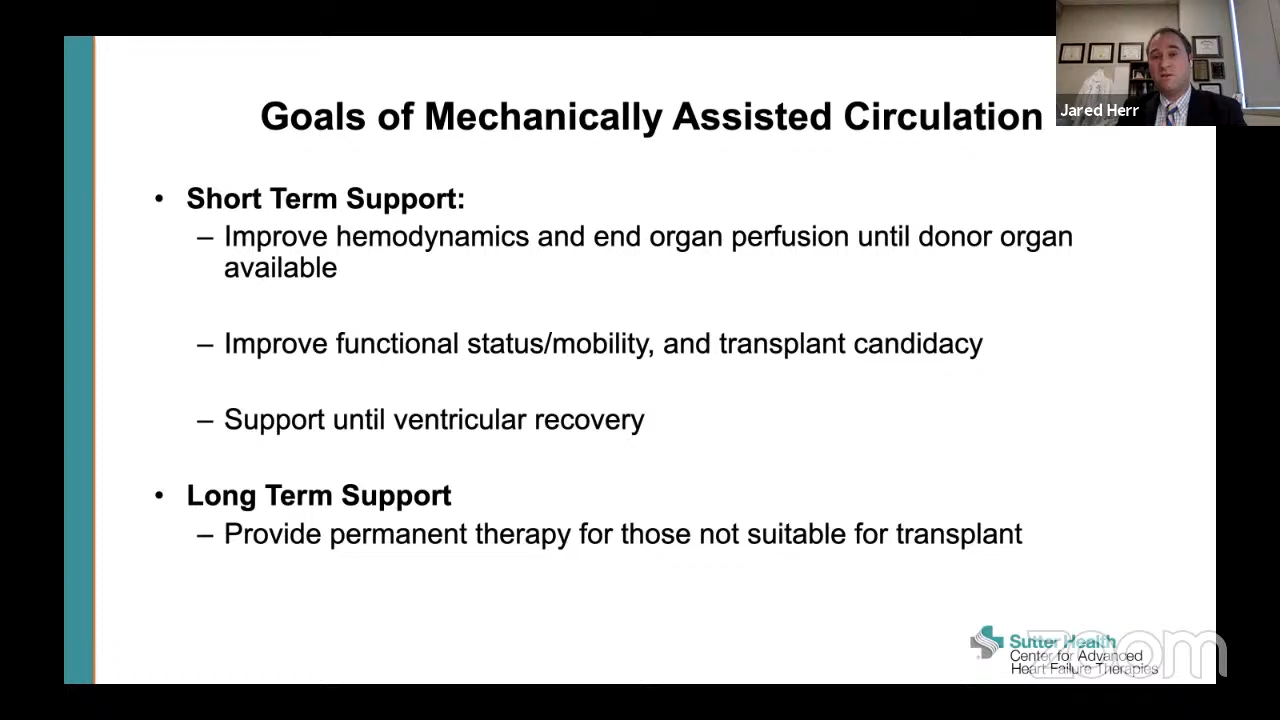 Goals of Mechanically Assisted Circulation
Jared Herr
• Short Term Support:
– Improve hemodynamics and end organ perfusion until donor organ
available
– Improve functional status/mobility, and transplant candidacy
– Support until ventricular recovery
• Long Term Support
– Provide permanent therapy for those not suitable for transplant
Sutter Health
Center for Advanced
Heart Failure Therapies
zoom